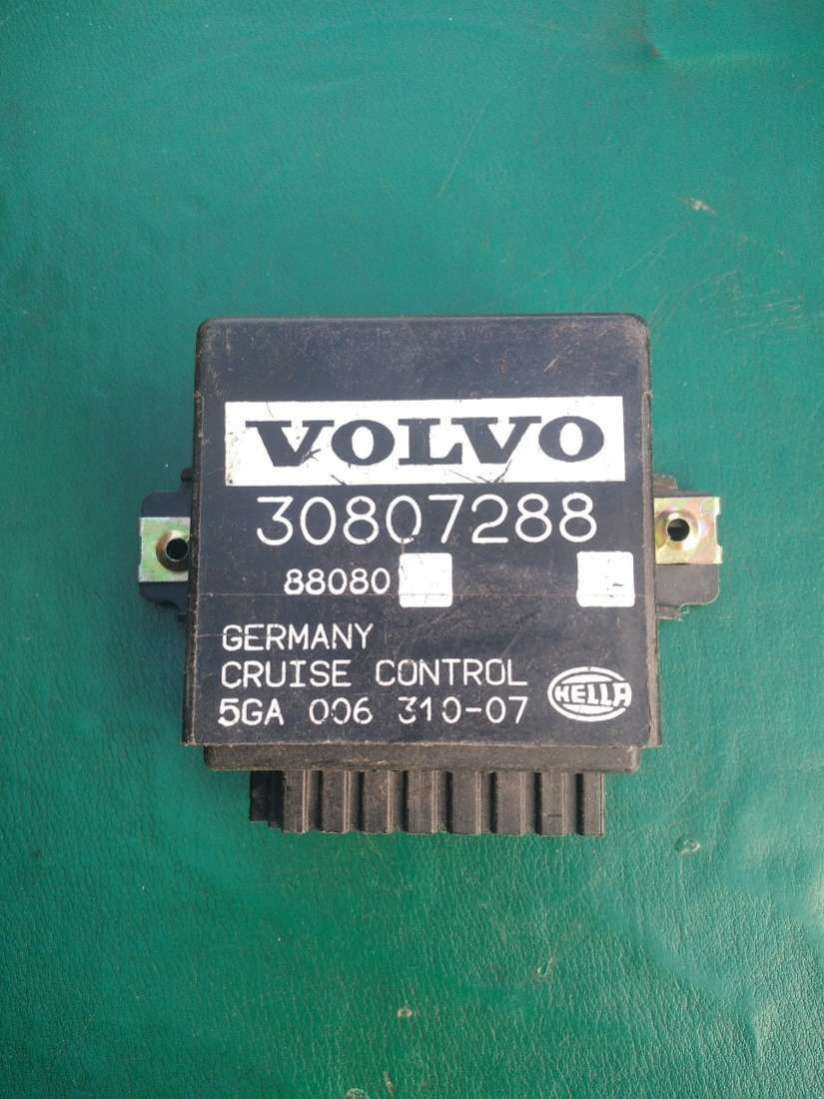 VOLVO
30807288
88080
GERMANY
CRUISE CONTROL
5GA 006 310-07
HELLA